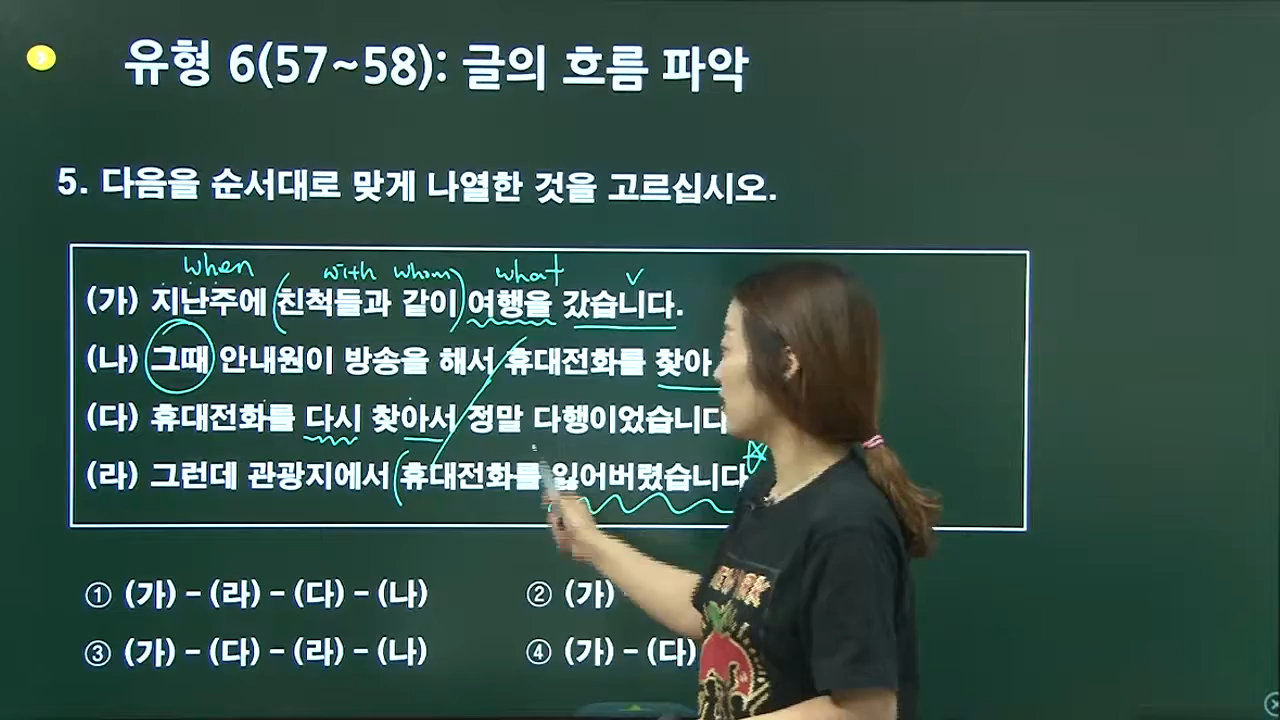 유형 6(57~58): 글의 흐름 파악
5. 다음을 순서대로 맞게 나열한 것을 고르십시오.
when with whom what v
(가) 지난주에 친척들과 같이 여행을 갔습니다.
(나) 그때 안내원이 방송을 해서 휴대전화를 찾아
(다) 휴대전화를 다시 찾아서 정말 다행이었습니다
(라) 그런데 관광지에서 휴대전화를 잃어버렸습니다
① (가) - (라) - (다) - (나) ② (가)
③ (가) - (다) - (라) - (나) ④ (가) - (다)